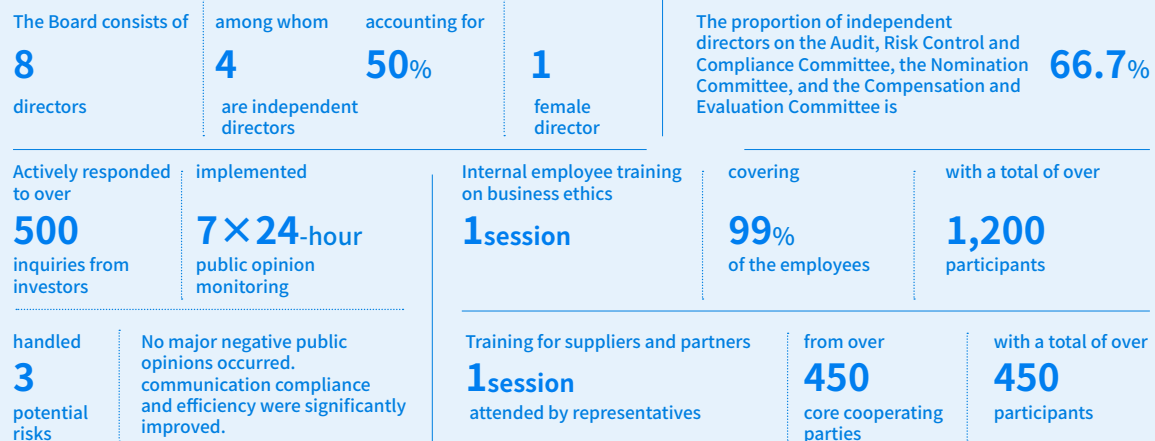 The Board consists of
8
directors
among whom
4
are independent
directors
accounting for
50%
1
female
director
The proportion of independent
directors on the Audit, Risk Control and
Compliance Committee, the Nomination
Committee, and the Compensation and
Evaluation Committee is
66.7%
Actively responded
to over
500
inquiries from
investors
implemented
7×24-hour
public opinion
monitoring
handled
3
potential
risks
No major negative public
opinions occurred.
communication compliance
and efficiency were significantly
improved.
Internal employee training
on business ethics
1session
covering
99%
of the employees
with a total of over
1,200
participants
Training for suppliers and partners
1session
attended by representatives
from over
450
core cooperating
parties
with a total of over
450
participants